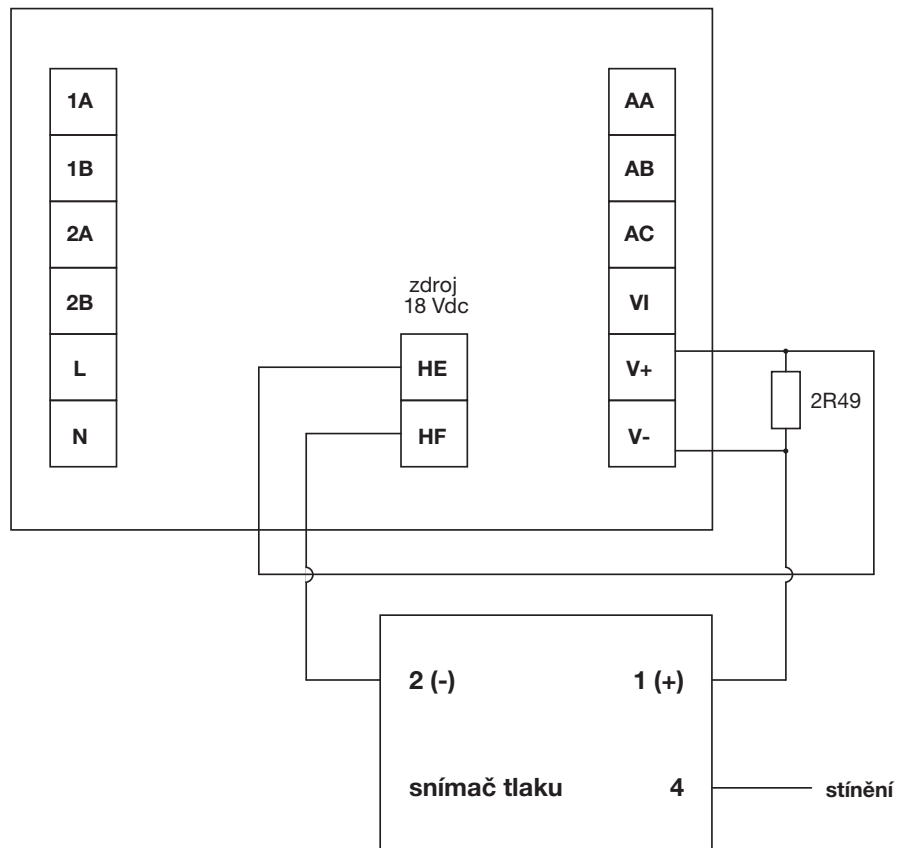 1A
1B
2A
2B
L
N
zdroj
18 Vdc
HE
HF
AA
AB
AC
VI
V+
V-
2R49
2 (-)
1 (+)
snímač tlaku
4
stínění